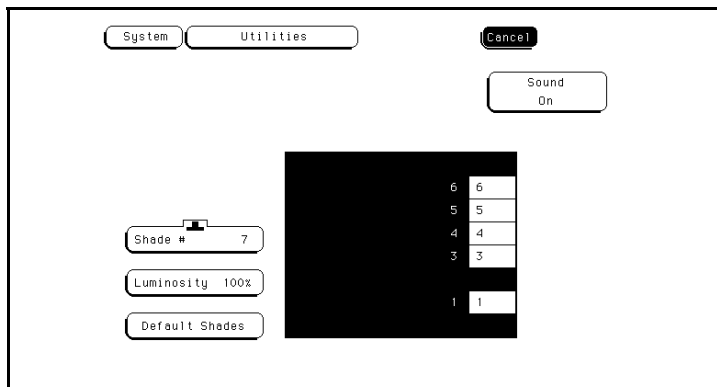 System Utilities Cancel
Sound
On
6 6
5 5
4 4
3 3
1 1
Shade # 7
Luminosity 100%
Default Shades